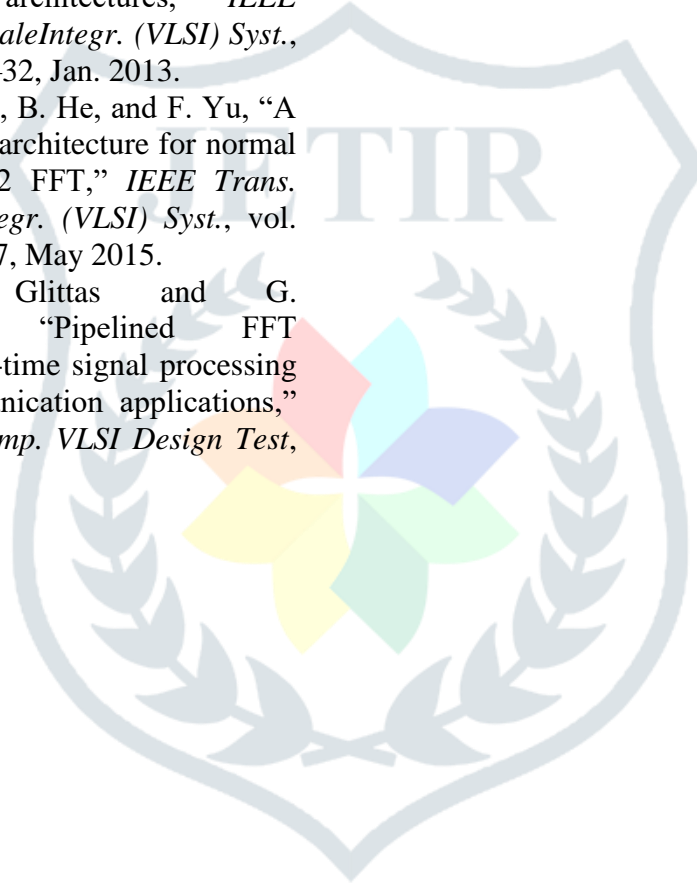 architectures," IEEE
aleIntegr. (VLSI) Syst.,
32, Jan. 2013.
, B. He, and F. Yu, “A
architecture for normal
2 FFT,” IEEE Trans.
egr. (VLSI) Syst., vol.
7, May 2015.
Glittas and G.
“Pipelined FFT
-time signal processing
nication applications,”
mp. VLSI Design Test,
JETIR